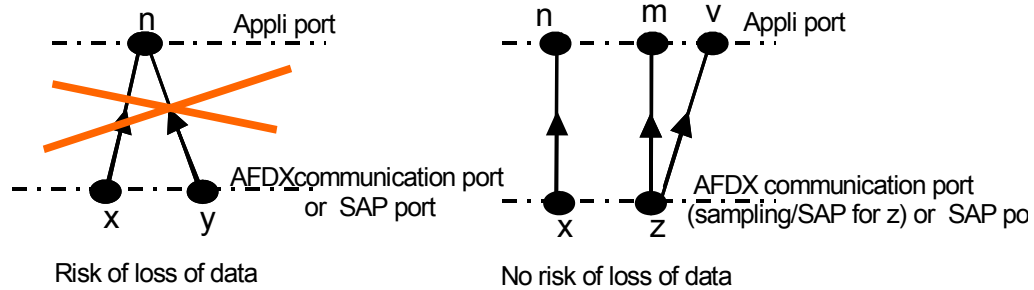 n
Appli port
AFDXcommunication port
or SAP port
x
y
Risk of loss of data
n
m
v
Appli port
AFDX communication port
(sampling/SAP for z) or SAP po
x
z
No risk of loss of data